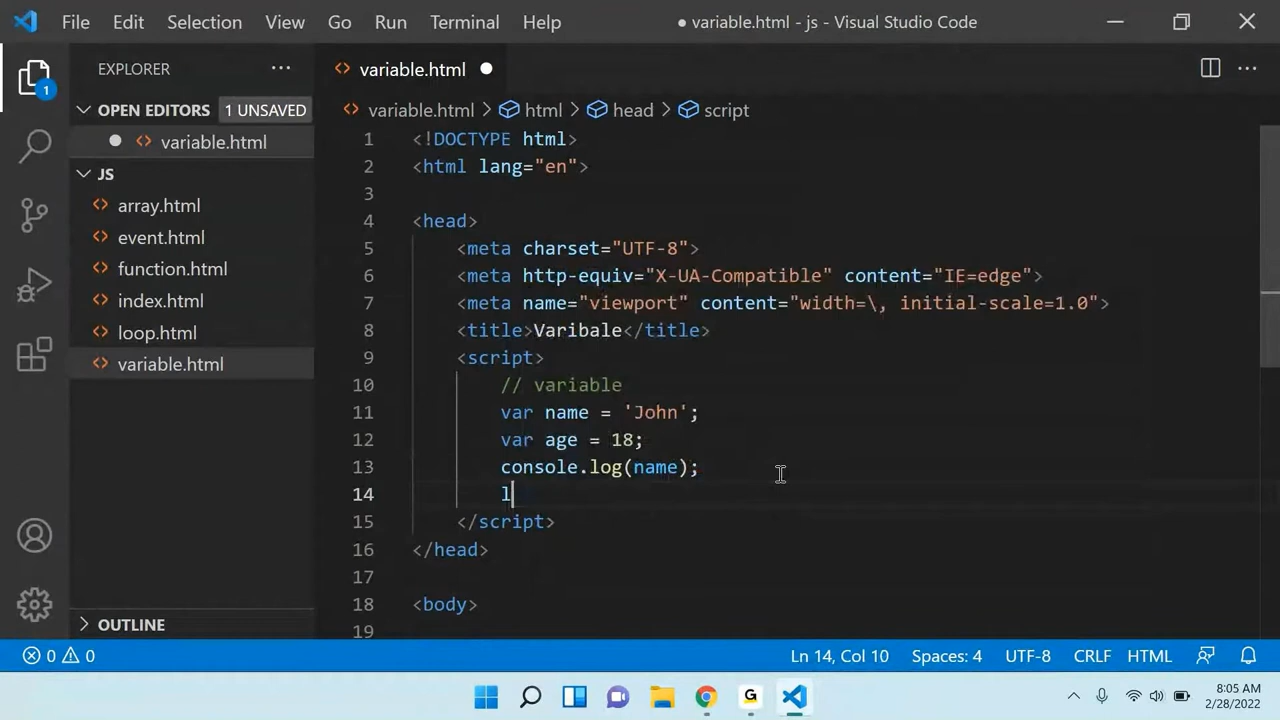 File Edit Selection View Go Run Terminal Help ● variable.html - js - Visual Studio Code
EXPLORER ···
variable.html ●
1
OPEN EDITORS 1 UNSAVED
variable.html > html > head > script
● variable.html
JS
array.html
event.html
function.html
index.html
loop.html
variable.html
OUTLINE
1 <!DOCTYPE html>
2 <html lang="en">
3
4 <head>
5 <meta charset="UTF-8">
6 <meta http-equiv="X-UA-Compatible" content="IE=edge">
7 <meta name="viewport" content="width=\, initial-scale=1.0">
8 <title>Varibale</title>
9 <script>
10 // variable
11 var name = 'John';
12 var age = 18;
13 console.log(name);
14 l
15 </script>
16 </head>
17
18 <body>
19
0 0 Ln 14, Col 10 Spaces: 4 UTF-8 CRLF HTML
G
8:05 AM
2/28/2022